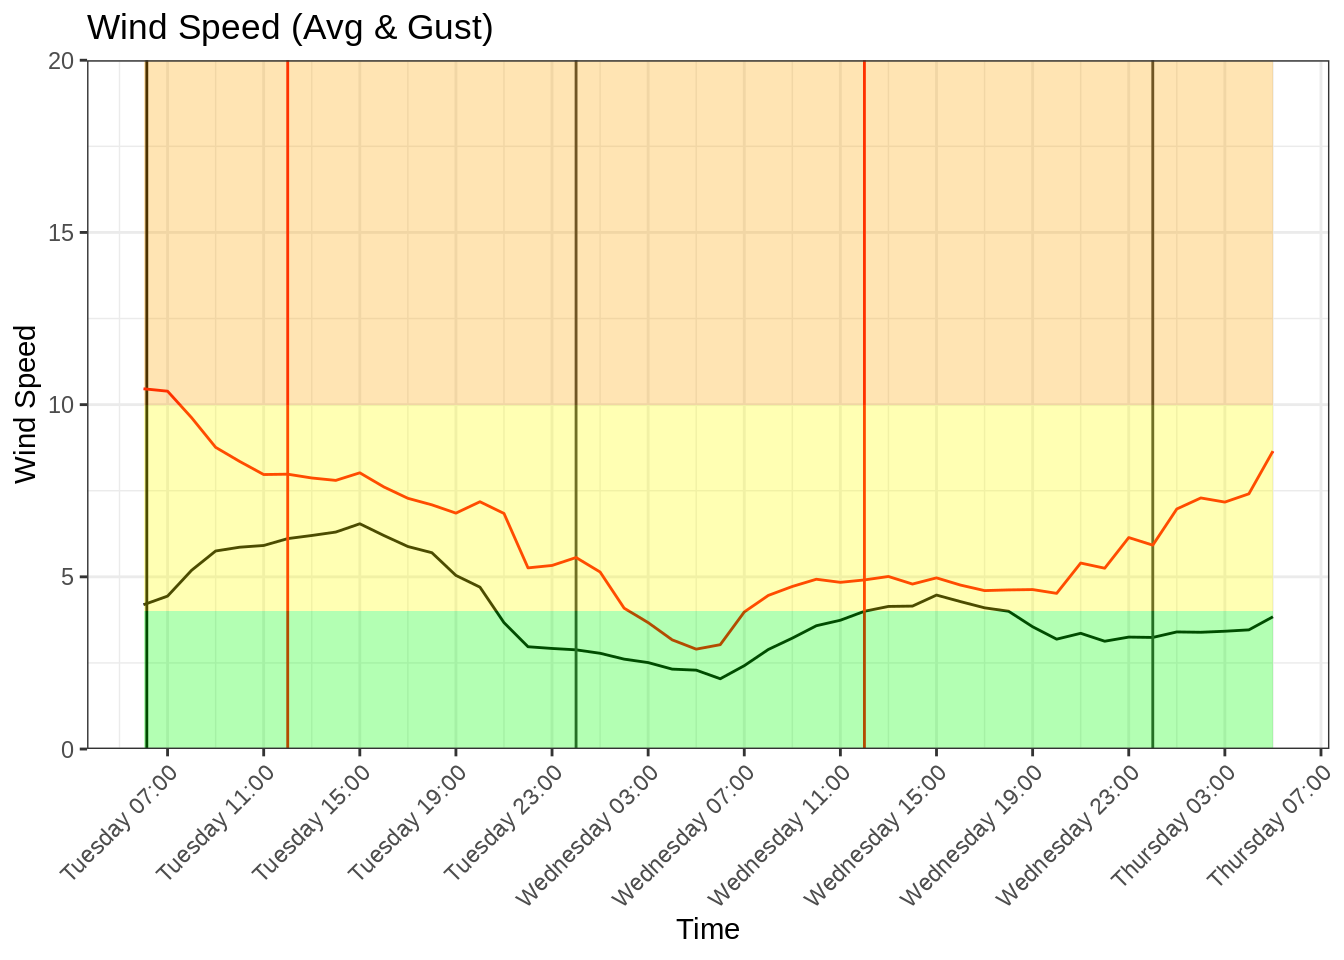 Wind Speed (Avg & Gust)
20
15
10
5
0
Wind Speed
Tuesday 07:00
Tuesday 11:00
Tuesday 15:00
Tuesday 19:00
Tuesday 23:00
Wednesday 03:00
Wednesday 07:00
Wednesday 11:00
Wednesday 15:00
Wednesday 19:00
Wednesday 23:00
Thursday 03:00
Thursday 07:00
Time